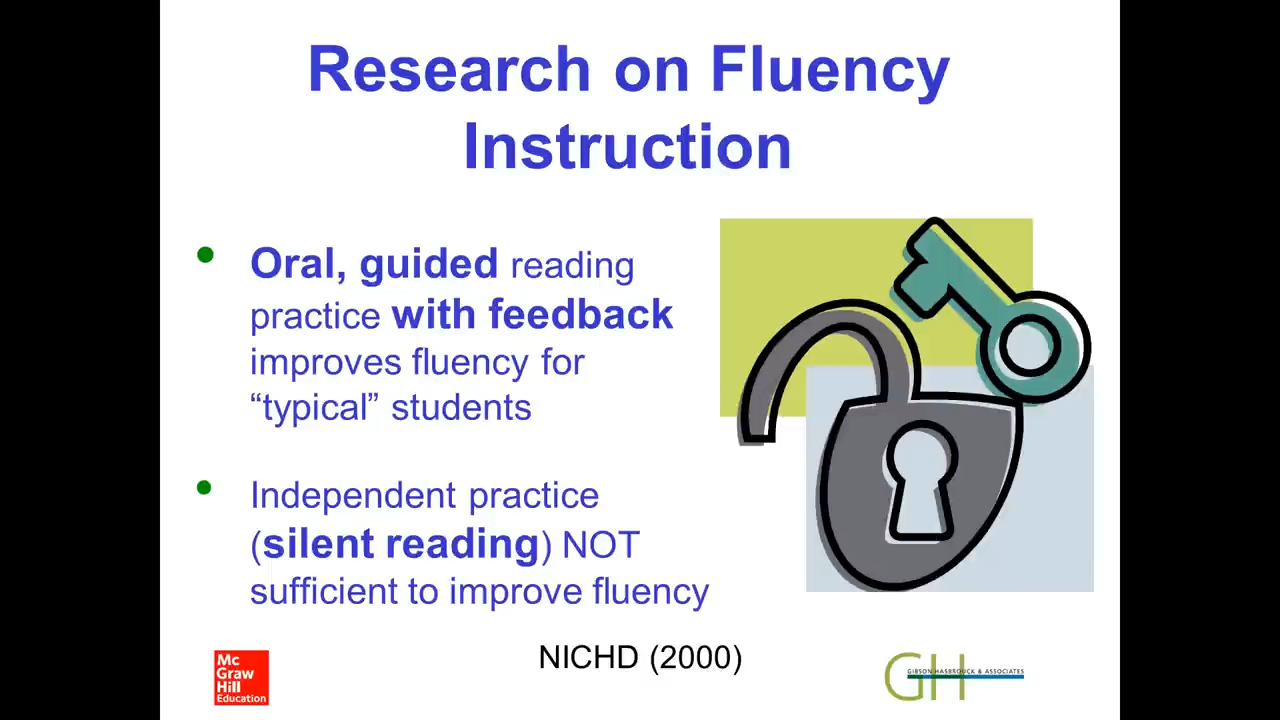 Research on Fluency
Instruction
• Oral, guided reading
practice with feedback
improves fluency for
“typical” students
• Independent practice
(silent reading) NOT
sufficient to improve fluency
NICHD (2000)
Mc
Graw
Hill
Education
GH
GIBSON HASBROUCK & ASSOCIATES